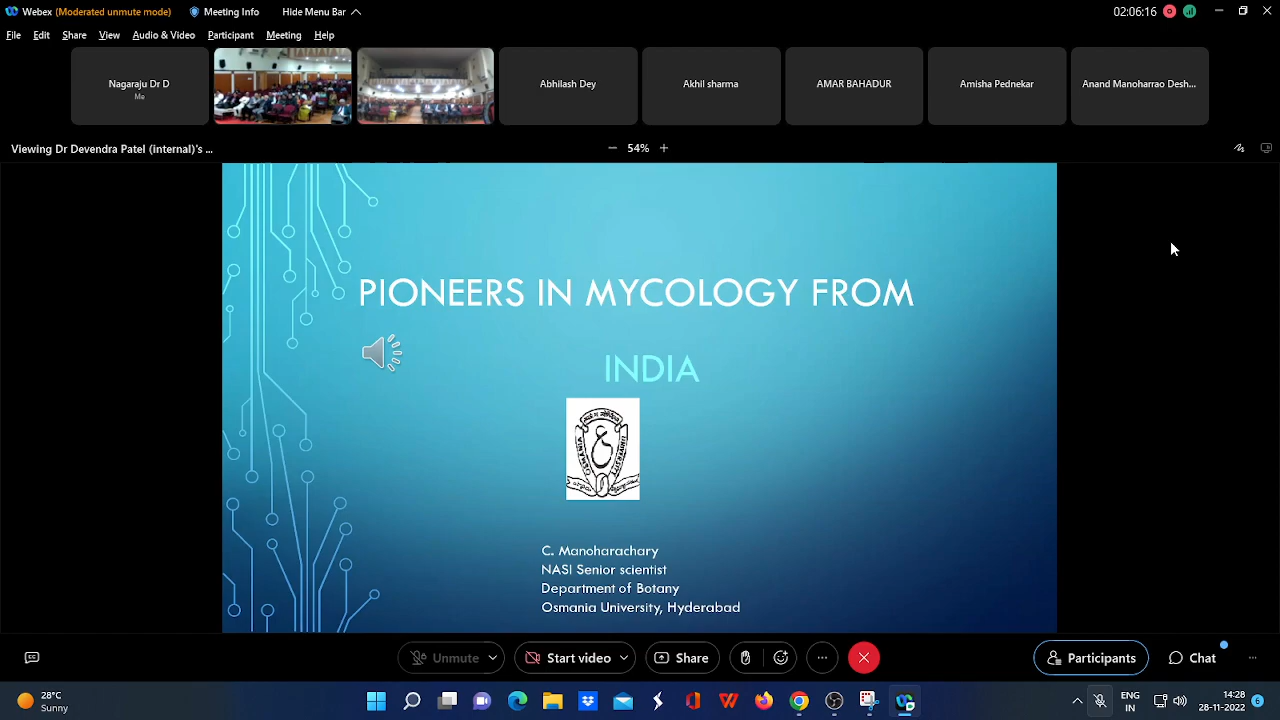 Webex (Moderated unmute mode) Meeting Info Hide Menu Bar 02:06:16
File Edit Share View Audio & Video Participant Meeting Help
Nagaraju Dr D
Me
Abhilash Dey
Akhil sharma
AMAR BAHADUR
Amisha Pednekar
Anand Manoharrao Desh...
Viewing Dr Devendra Patel (internal)'s ... 54%
PIONEERS IN MYCOLOGY FROM
INDIA
C. Manoharachary
NASI Senior scientist
Department of Botany
Osmania University, Hyderabad
CC Unmute Start video Share Participants Chat
28°C
Sunny
ENG
IN
14:28
28-11-2022
6